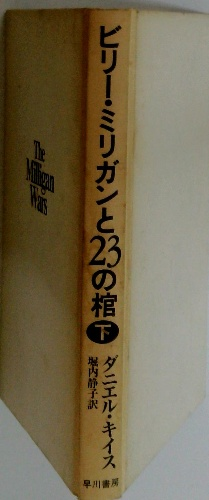 The
Milligan
Wars
ビリー・ミリガンと23の棺
下
ダニエル・キイス
堀内静子訳
早川書房